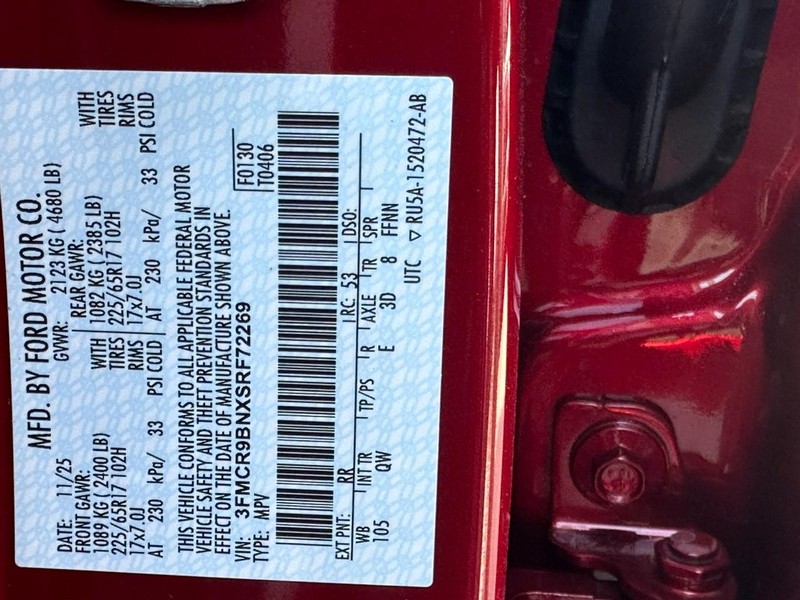 MFD. BY FORD MOTOR CO.
DATE: 11/25 GVWR: 2123 KG ( 4680 LB)
FRONT GAWR: REAR GAWR:
1089 KG ( 2400 LB) WITH 1082 KG ( 2385 LB) WITH
225/65R17 102H TIRES 225/65R17 102H TIRES
17x7.0J RIMS 17x7.0J RIMS
AT 230 kPa/ 33 PSI COLD AT 230 kPa/ 33 PSI COLD
THIS VEHICLE CONFORMS TO ALL APPLICABLE FEDERAL MOTOR
VEHICLE SAFETY AND THEFT PREVENTION STANDARDS IN
EFFECT ON THE DATE OF MANUFACTURE SHOWN ABOVE.
VIN: 3FMCR9BNXSRF72269
TYPE: MPV
F0130
T0406
EXT PNT: RR RC: 53 DSO:
WB INT TR TP/PS R AXLE TR SPR
105 QW E 3D 8 FFNN
UTC ▽ RU5A-1520472-AB